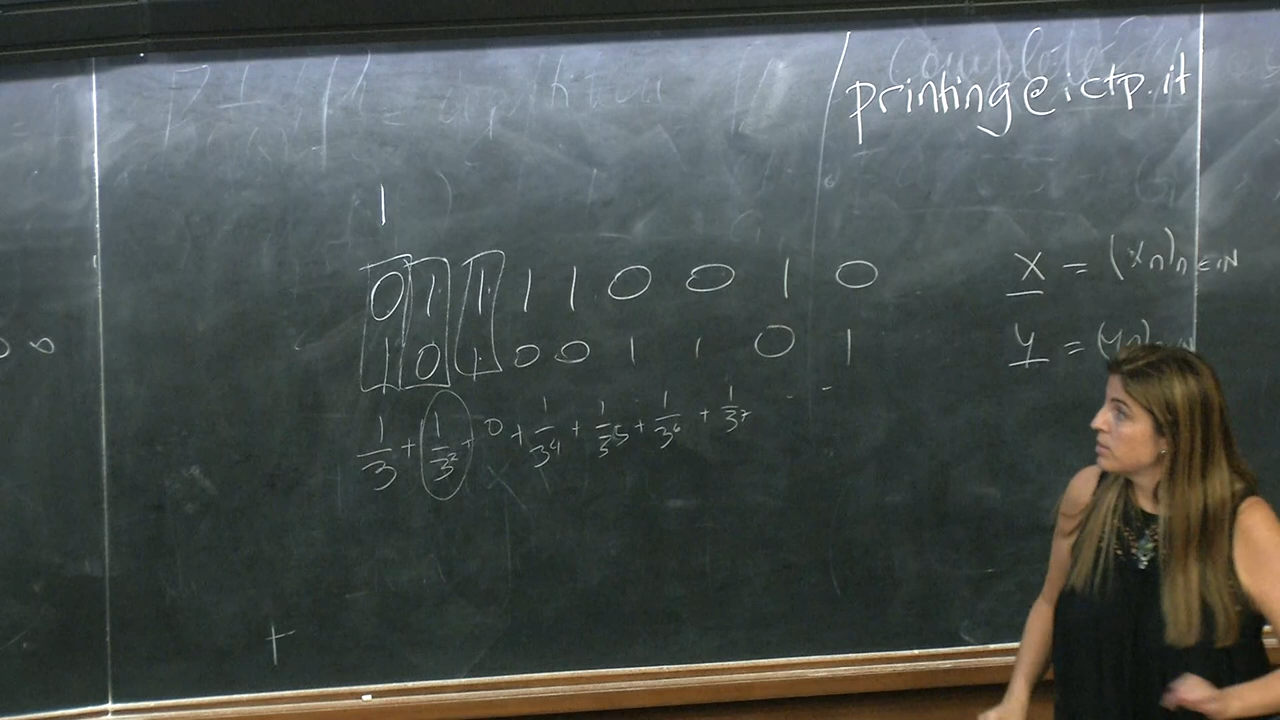 printing@ictp.it
1
0 1 1 1 1 0 0 1 0
1 0 1 0 0 1 1 0 1
1/3 + 1/3² + 0 + 1/3⁴ + 1/3⁵ + 1/3⁶ + 1/3⁷ . . -
x = (xn)n∈N
y = (yn)
+